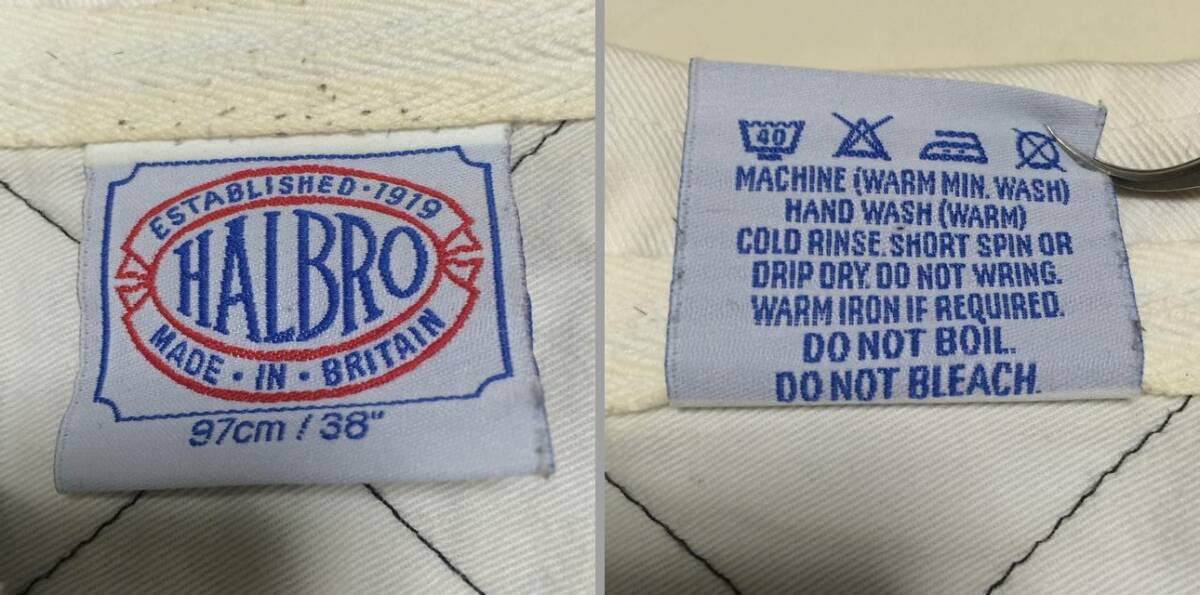 ESTABLISHED · 1919
HALBRO
MADE · IN · BRITAIN
97cm / 38"
40
MACHINE (WARM MIN. WASH)
HAND WASH (WARM)
COLD RINSE. SHORT SPIN OR
DRIP DRY. DO NOT WRING.
WARM IRON IF REQUIRED.
DO NOT BOIL.
DO NOT BLEACH.